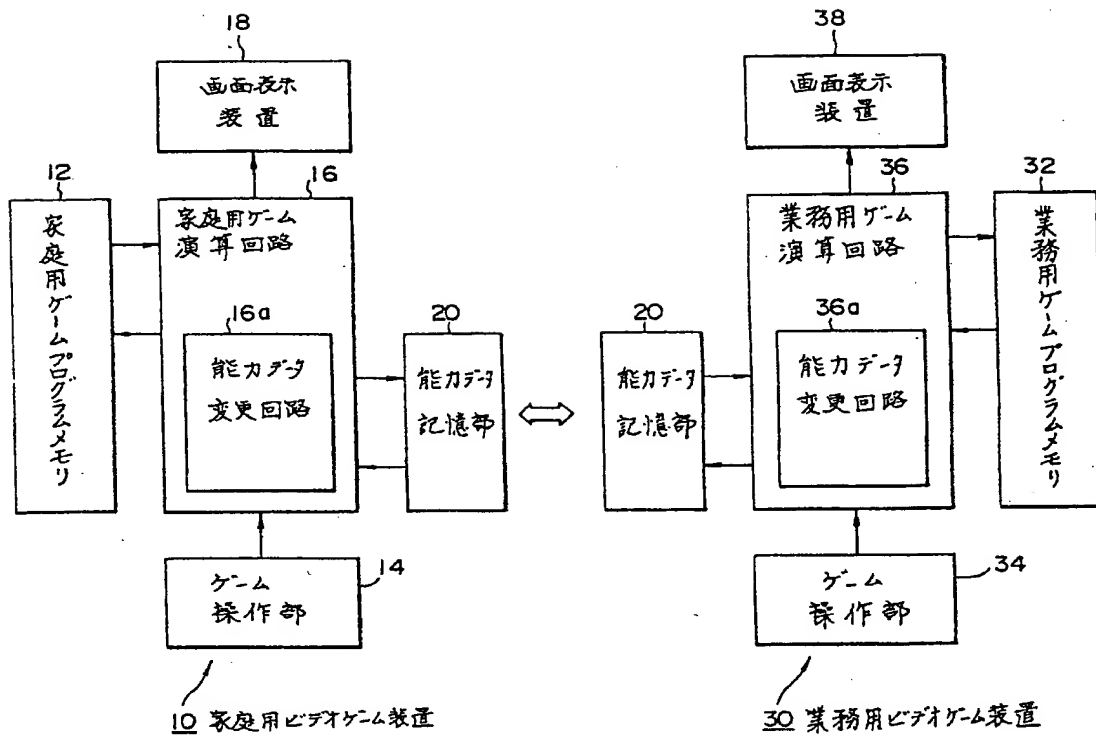 18
画面表示
装置
12
家庭用ゲームプログラムメモリ
16
家庭用ゲーム
演算回路
16a
能力データ
変更回路
20
能力データ
記憶部
ゲーム
操作部
14
10 家庭用ビデオゲーム装置
38
画面表示
装置
36
業務用ゲーム
演算回路
32
業務用ゲームプログラムメモリ
20
能力データ
記憶部
36a
能力データ
変更回路
ゲーム
操作部
34
30 業務用ビデオゲーム装置